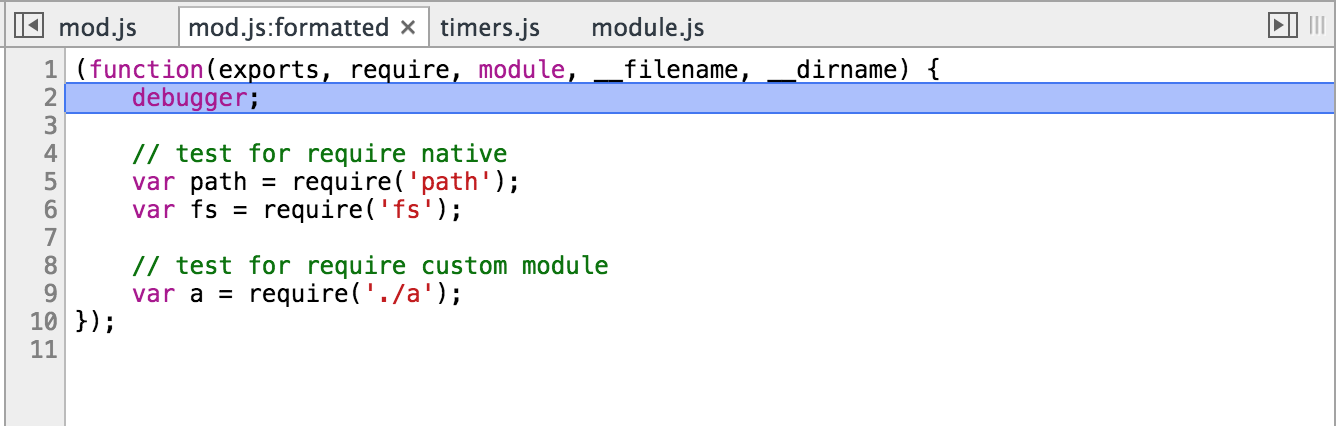 mod.js mod.js:formatted × timers.js module.js
1 (function(exports, require, module, __filename, __dirname) {
2     debugger;
3
4     // test for require native
5     var path = require('path');
6     var fs = require('fs');
7
8     // test for require custom module
9     var a = require('./a');
10 });
11